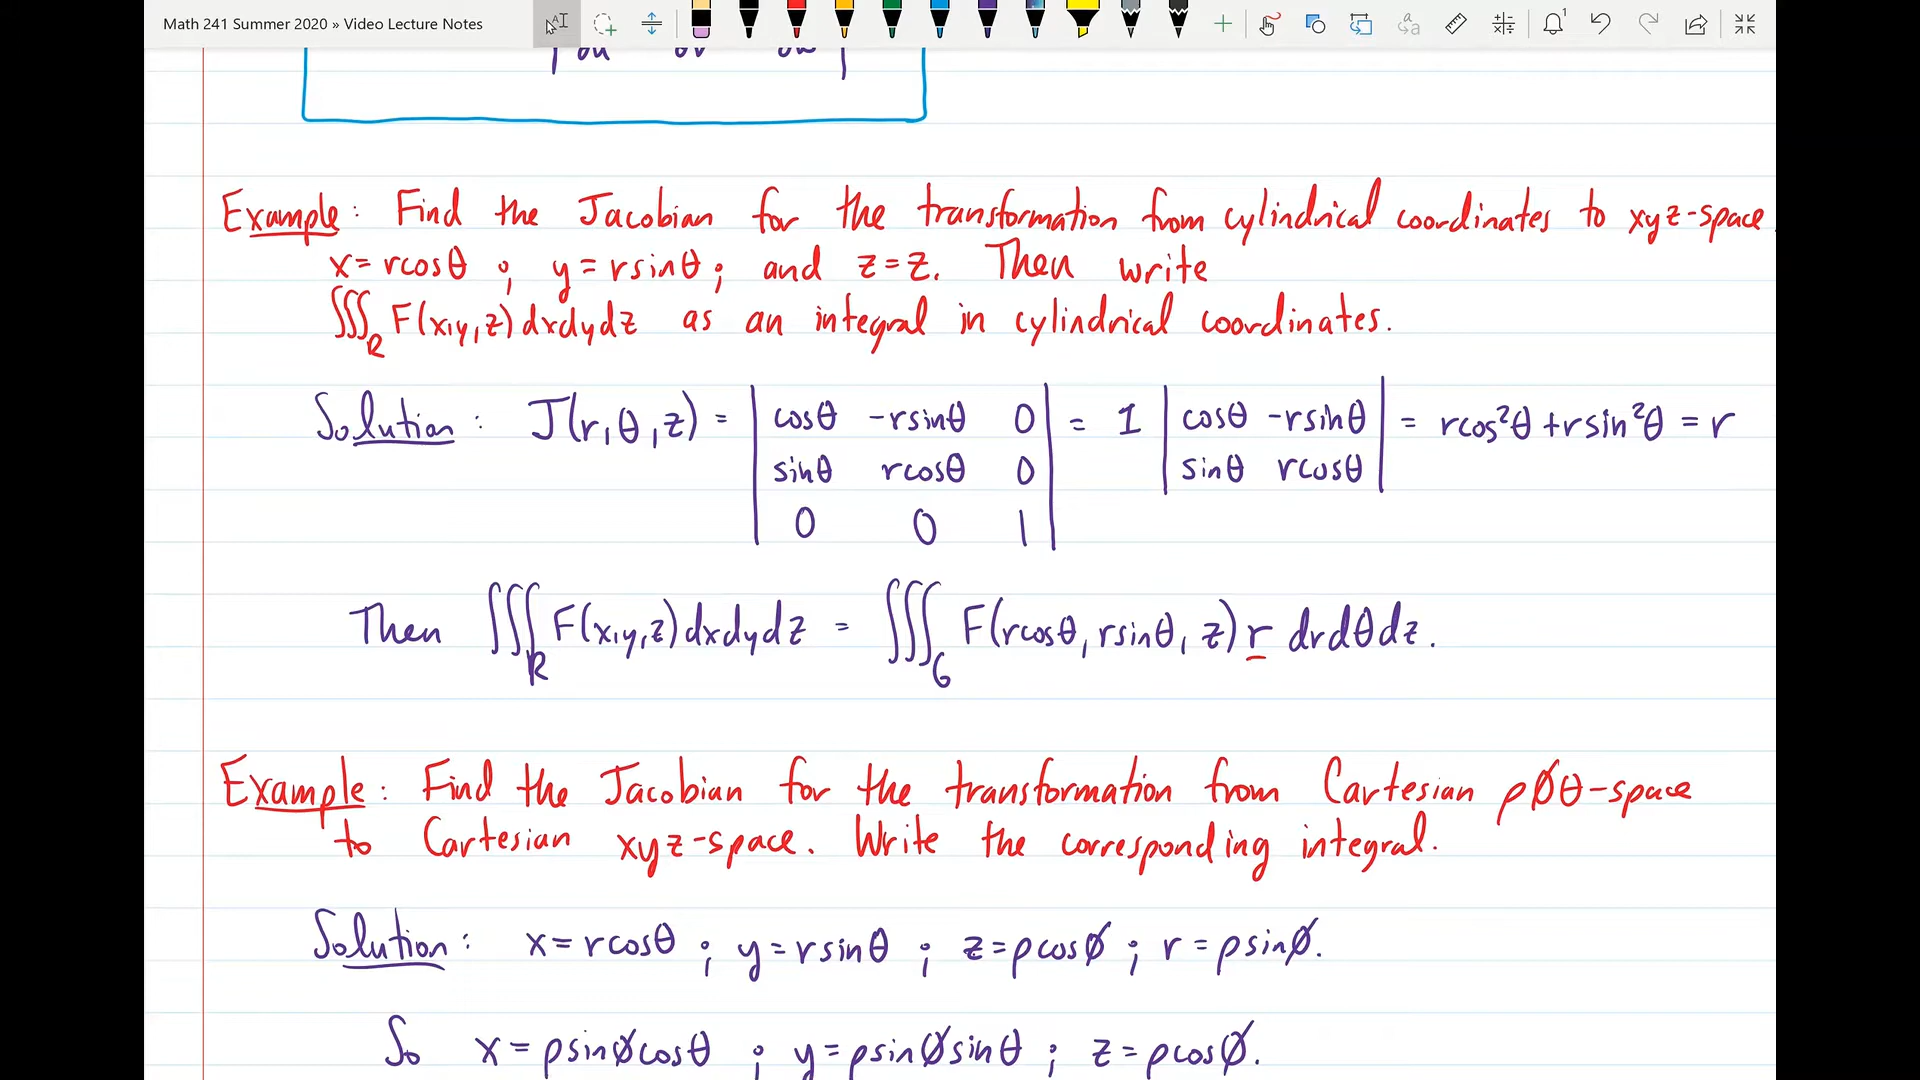 Math 241 Summer 2020 » Video Lecture Notes
Example: Find the Jacobian for the transformation from cylindrical coordinates to xyz-space
x = rcosθ ; y = rsinθ ; and z = z. Then write
∭_R F(x,y,z) dxdydz as an integral in cylindrical coordinates.
Solution: J(r,θ,z) = | cosθ -rsinθ 0 | = 1 | cosθ -rsinθ | = rcos²θ + rsin²θ = r
| sinθ rcosθ 0 | | sinθ rcosθ |
| 0 0 1 |
Then ∭_R F(x,y,z) dxdydz = ∭_G F(rcosθ, rsinθ, z) r drdθdz.
Example: Find the Jacobian for the transformation from Cartesian ρØθ-space
to Cartesian xyz-space. Write the corresponding integral.
Solution: x = rcosθ ; y = rsinθ ; z = ρcosØ ; r = ρsinØ.
So x = ρsinØcosθ ; y = ρsinØsinθ ; z = ρcosØ.